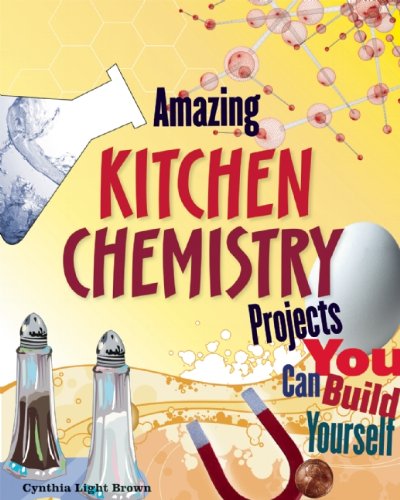 Amazing
KITCHEN
CHEMISTRY
Projects
You
Can Build
Yourself
Cynthia Light Brown